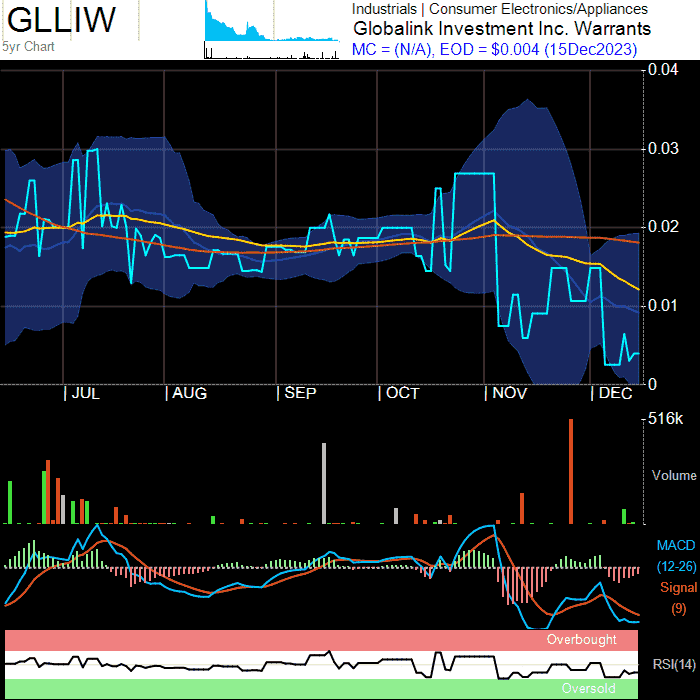 GLLIW
5yr Chart
Industrials | Consumer Electronics/Appliances
Globalink Investment Inc. Warrants
MC = (N/A), EOD = $0.004 (15Dec2023)
0.04
0.03
0.02
0.01
0
| JUL | AUG | SEP | OCT | NOV | DEC
516k
Volume
MACD
(12-26)
Signal
(9)
Overbought
RSI(14)
Oversold